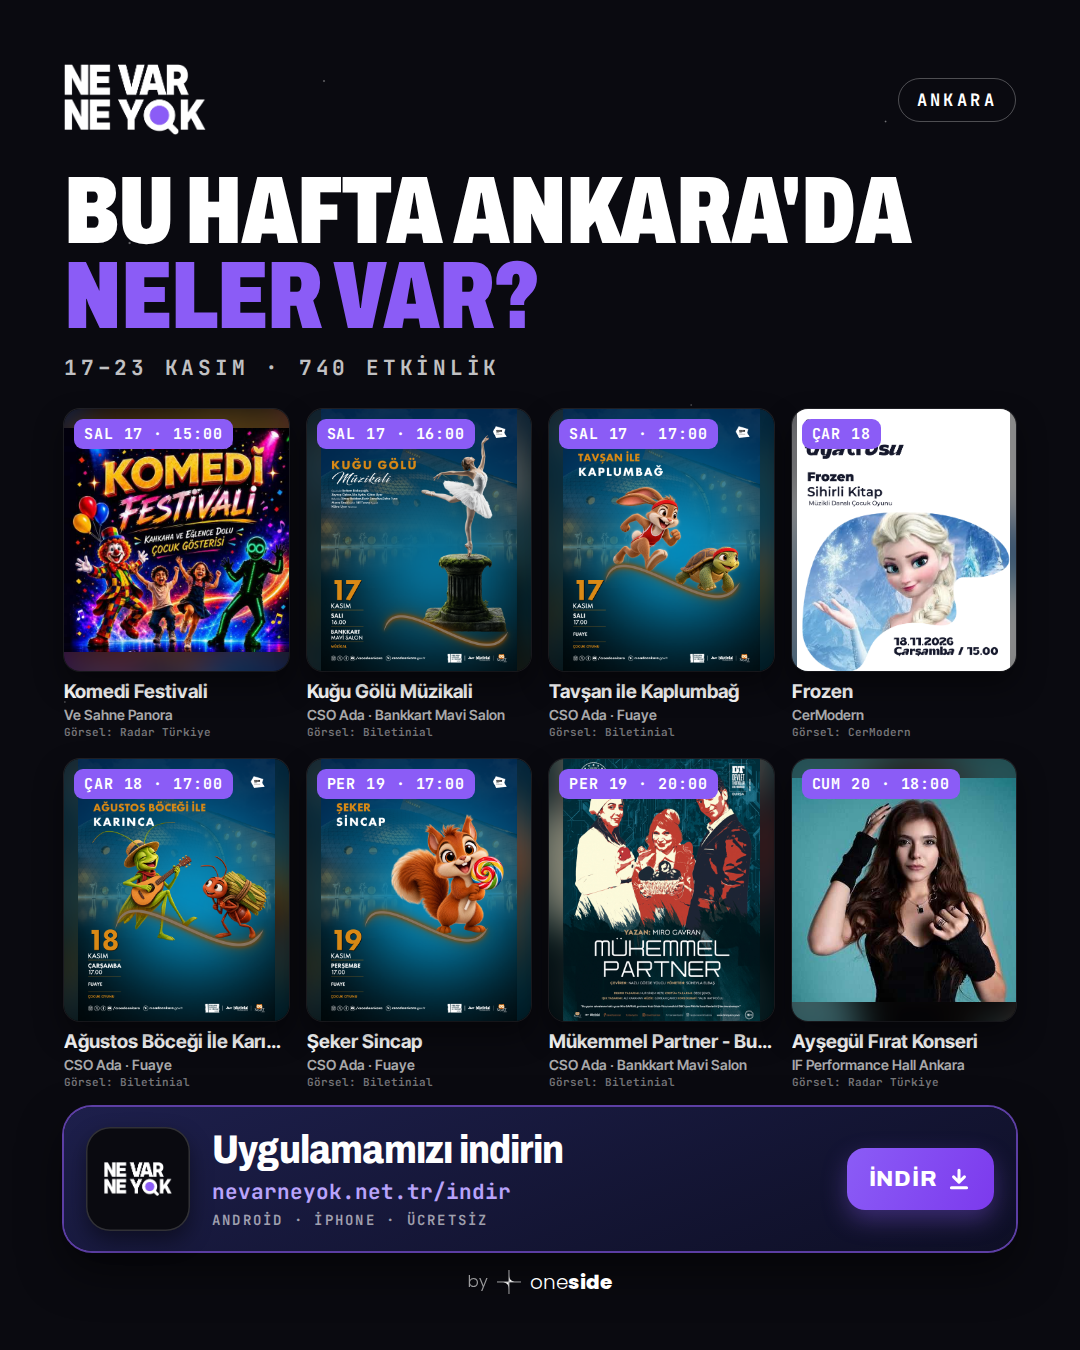 NE VAR
NE YOK
ANKARA
BU HAFTA ANKARA'DA
NELER VAR?
17-23 KASIM · 740 ETKİNLİK
SAL 17 · 15:00
KOMEDİ
FESTİVALİ
KAHKAHA VE EĞLENCE DOLU
ÇOCUK GÖSTERİSİ
Komedi Festivali
Ve Sahne Panora
Görsel: Radar Türkiye
SAL 17 · 16:00
KUĞU GÖLÜ
Müzikali
17
KASIM
SALI
16.00
BANKKART
MAVİ SALON
Kuğu Gölü Müzikali
CSO Ada · Bankkart Mavi Salon
Görsel: Biletinial
SAL 17 · 17:00
TAVŞAN İLE
KAPLUMBAĞ
17
KASIM
SALI
17.00
FUAYE
Tavşan ile Kaplumbağ
CSO Ada · Fuaye
Görsel: Biletinial
ÇAR 18
Frozen
Sihirli Kitap
Müzikli Danslı Çocuk Oyunu
18.11.2026
Çarşamba / 15.00
Frozen
CerModern
Görsel: CerModern
ÇAR 18 · 17:00
AĞUSTOS BÖCEĞİ İLE
KARINCA
18
KASIM
ÇARŞAMBA
17.00
FUAYE
Ağustos Böceği İle Karı...
CSO Ada · Fuaye
Görsel: Biletinial
PER 19 · 17:00
ŞEKER
SİNCAP
19
KASIM
PERŞEMBE
17.00
FUAYE
Şeker Sincap
CSO Ada · Fuaye
Görsel: Biletinial
PER 19 · 20:00
DT
YAZAN: MIRO GAVRAN
MÜKEMMEL
PARTNER
Mükemmel Partner - Bu...
CSO Ada · Bankkart Mavi Salon
Görsel: Biletinial
CUM 20 · 18:00
Ayşegül Fırat Konseri
IF Performance Hall Ankara
Görsel: Radar Türkiye
NE VAR
NE YOK
Uygulamamızı indirin
nevarneyok.net.tr/indir
ANDROİD · İPHONE · ÜCRETSİZ
İNDİR
by oneside